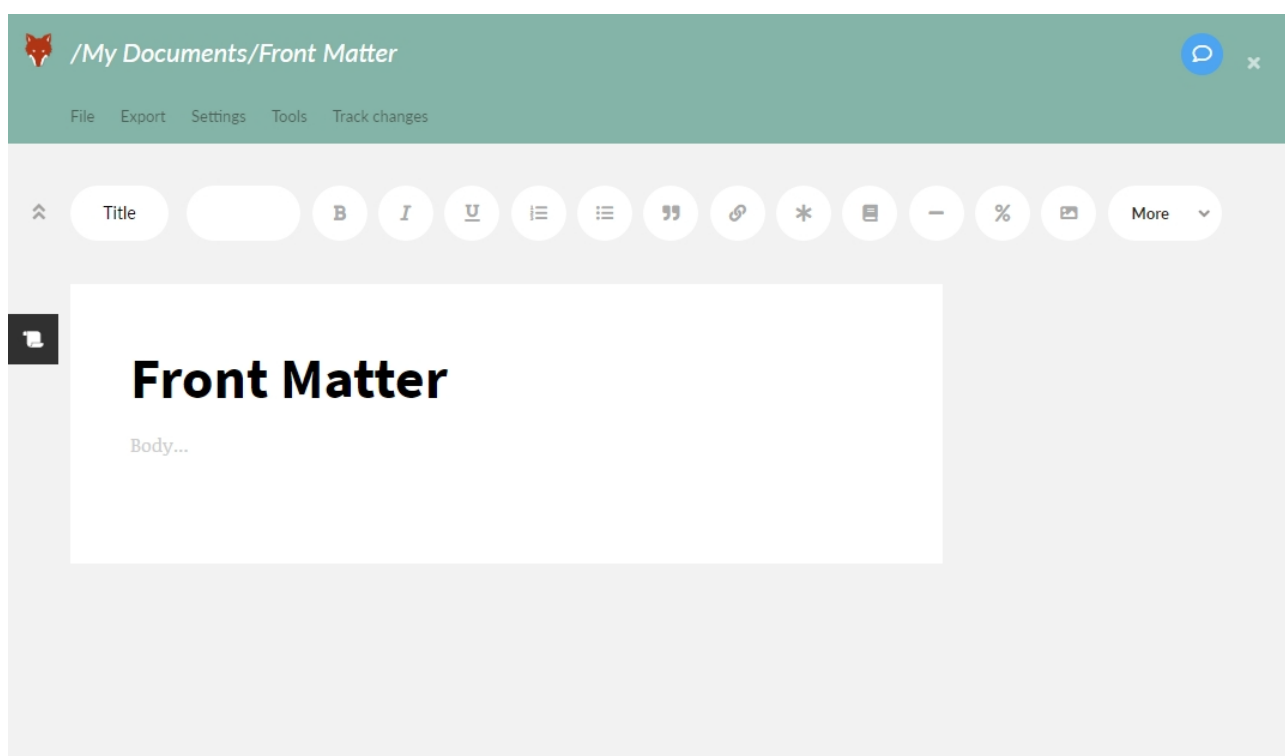 /My Documents/Front Matter
File Export Settings Tools Track changes
Title B I U % More
Front Matter
Body...